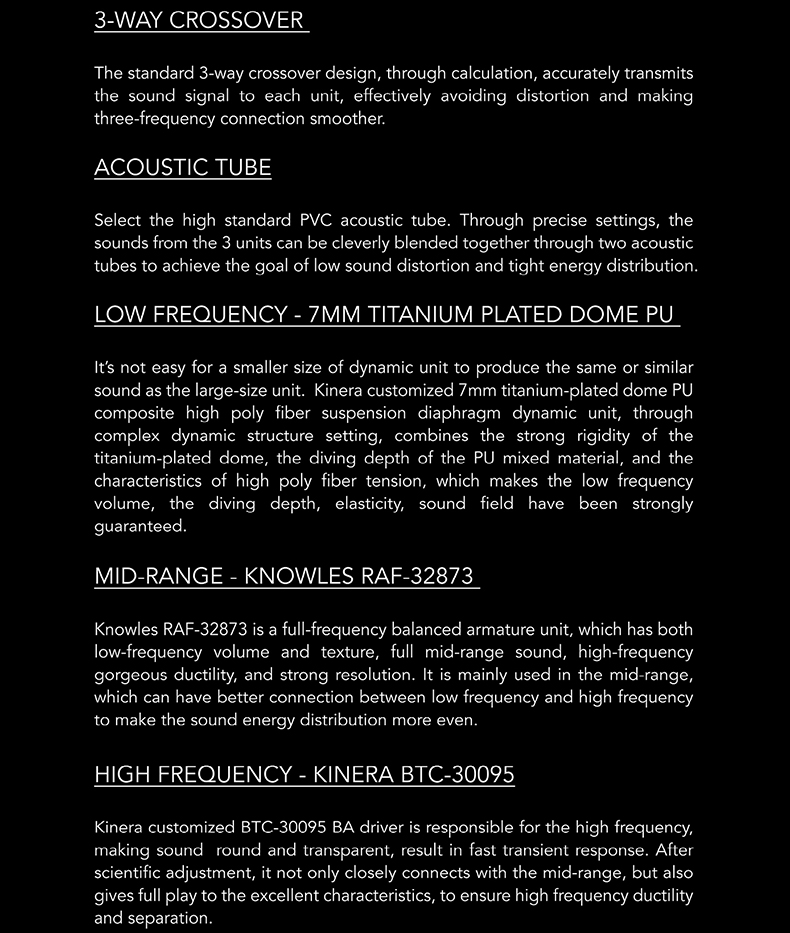 3-WAY CROSSOVER
The standard 3-way crossover design, through calculation, accurately transmits
the sound signal to each unit, effectively avoiding distortion and making
three-frequency connection smoother.
ACOUSTIC TUBE
Select the high standard PVC acoustic tube. Through precise settings, the
sounds from the 3 units can be cleverly blended together through two acoustic
tubes to achieve the goal of low sound distortion and tight energy distribution.
LOW FREQUENCY - 7MM TITANIUM PLATED DOME PU
It's not easy for a smaller size of dynamic unit to produce the same or similar
sound as the large-size unit. Kinera customized 7mm titanium-plated dome PU
composite high poly fiber suspension diaphragm dynamic unit, through
complex dynamic structure setting, combines the strong rigidity of the
titanium-plated dome, the diving depth of the PU mixed material, and the
characteristics of high poly fiber tension, which makes the low frequency
volume, the diving depth, elasticity, sound field have been strongly
guaranteed.
MID-RANGE - KNOWLES RAF-32873
Knowles RAF-32873 is a full-frequency balanced armature unit, which has both
low-frequency volume and texture, full mid-range sound, high-frequency
gorgeous ductility, and strong resolution. It is mainly used in the mid-range,
which can have better connection between low frequency and high frequency
to make the sound energy distribution more even.
HIGH FREQUENCY - KINERA BTC-30095
Kinera customized BTC-30095 BA driver is responsible for the high frequency,
making sound round and transparent, result in fast transient response. After
scientific adjustment, it not only closely connects with the mid-range, but also
gives full play to the excellent characteristics, to ensure high frequency ductility
and separation.